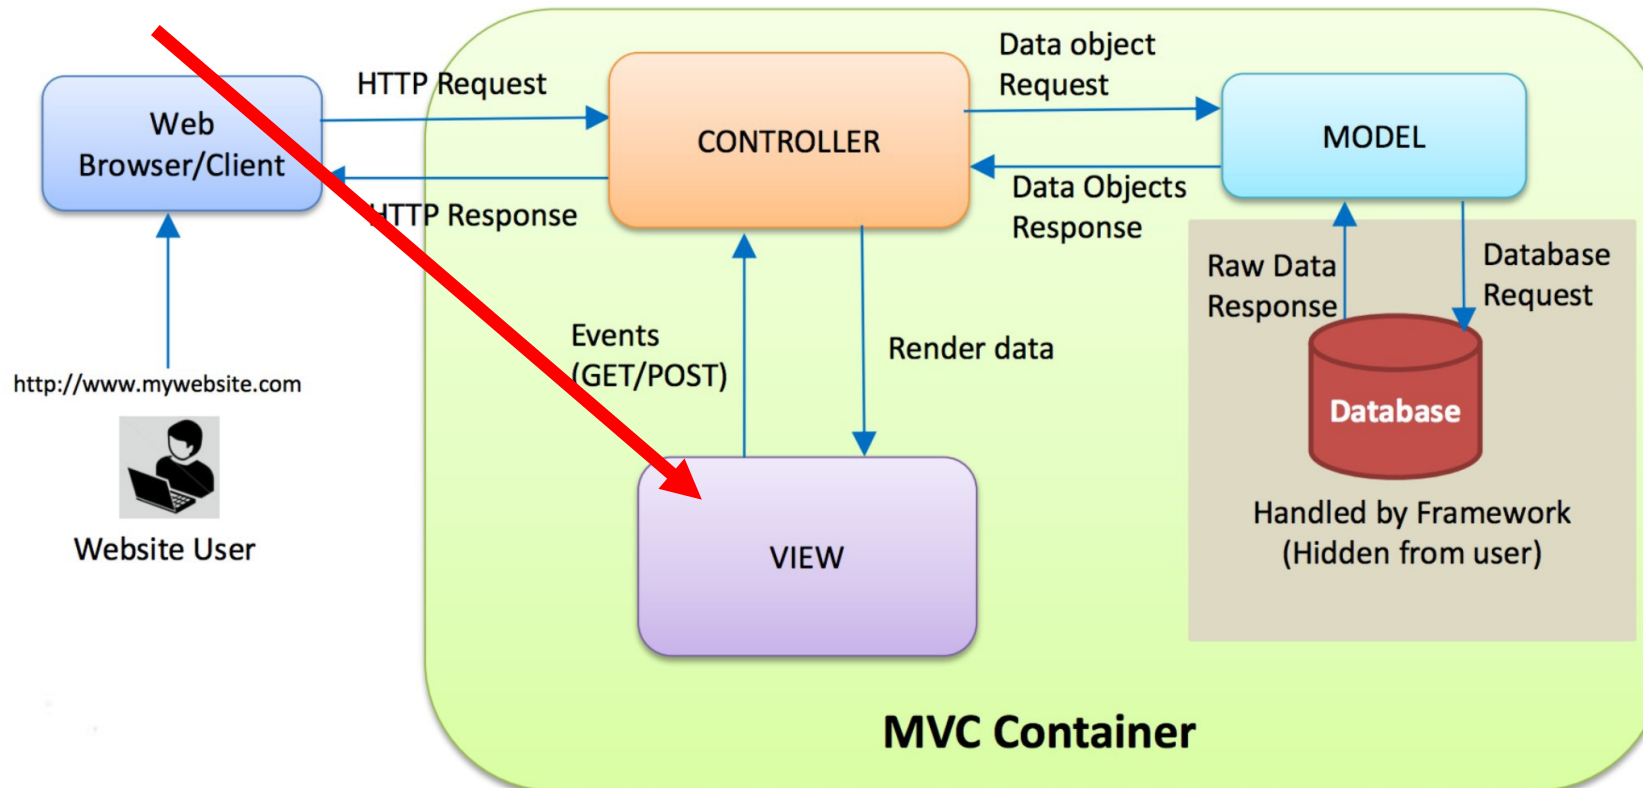 HTTP Request
Data object
Request
Web
Browser/Client
CONTROLLER
MODEL
HTTP Response
Data Objects
Response
Raw Data
Response
Database
Request
Events
(GET/POST)
Render data
http://www.mywebsite.com
Database
Website User
VIEW
Handled by Framework
(Hidden from user)
MVC Container